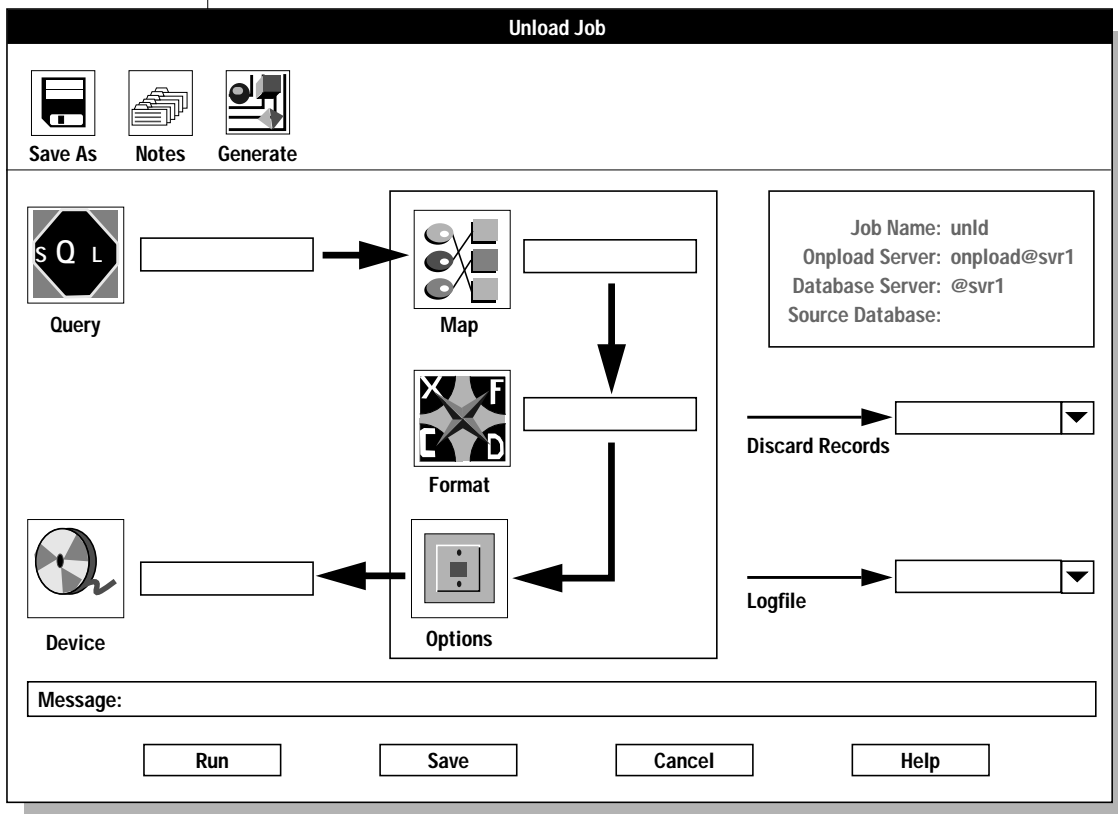 Unload Job
Save As
Notes
Generate
S Q L
Query
Map
Job Name: unld
Onpload Server: onpload@svr1
Database Server: @svr1
Source Database:
X F
C D
Format
Discard Records
Device
Options
Logfile
Message:
Run
Save
Cancel
Help